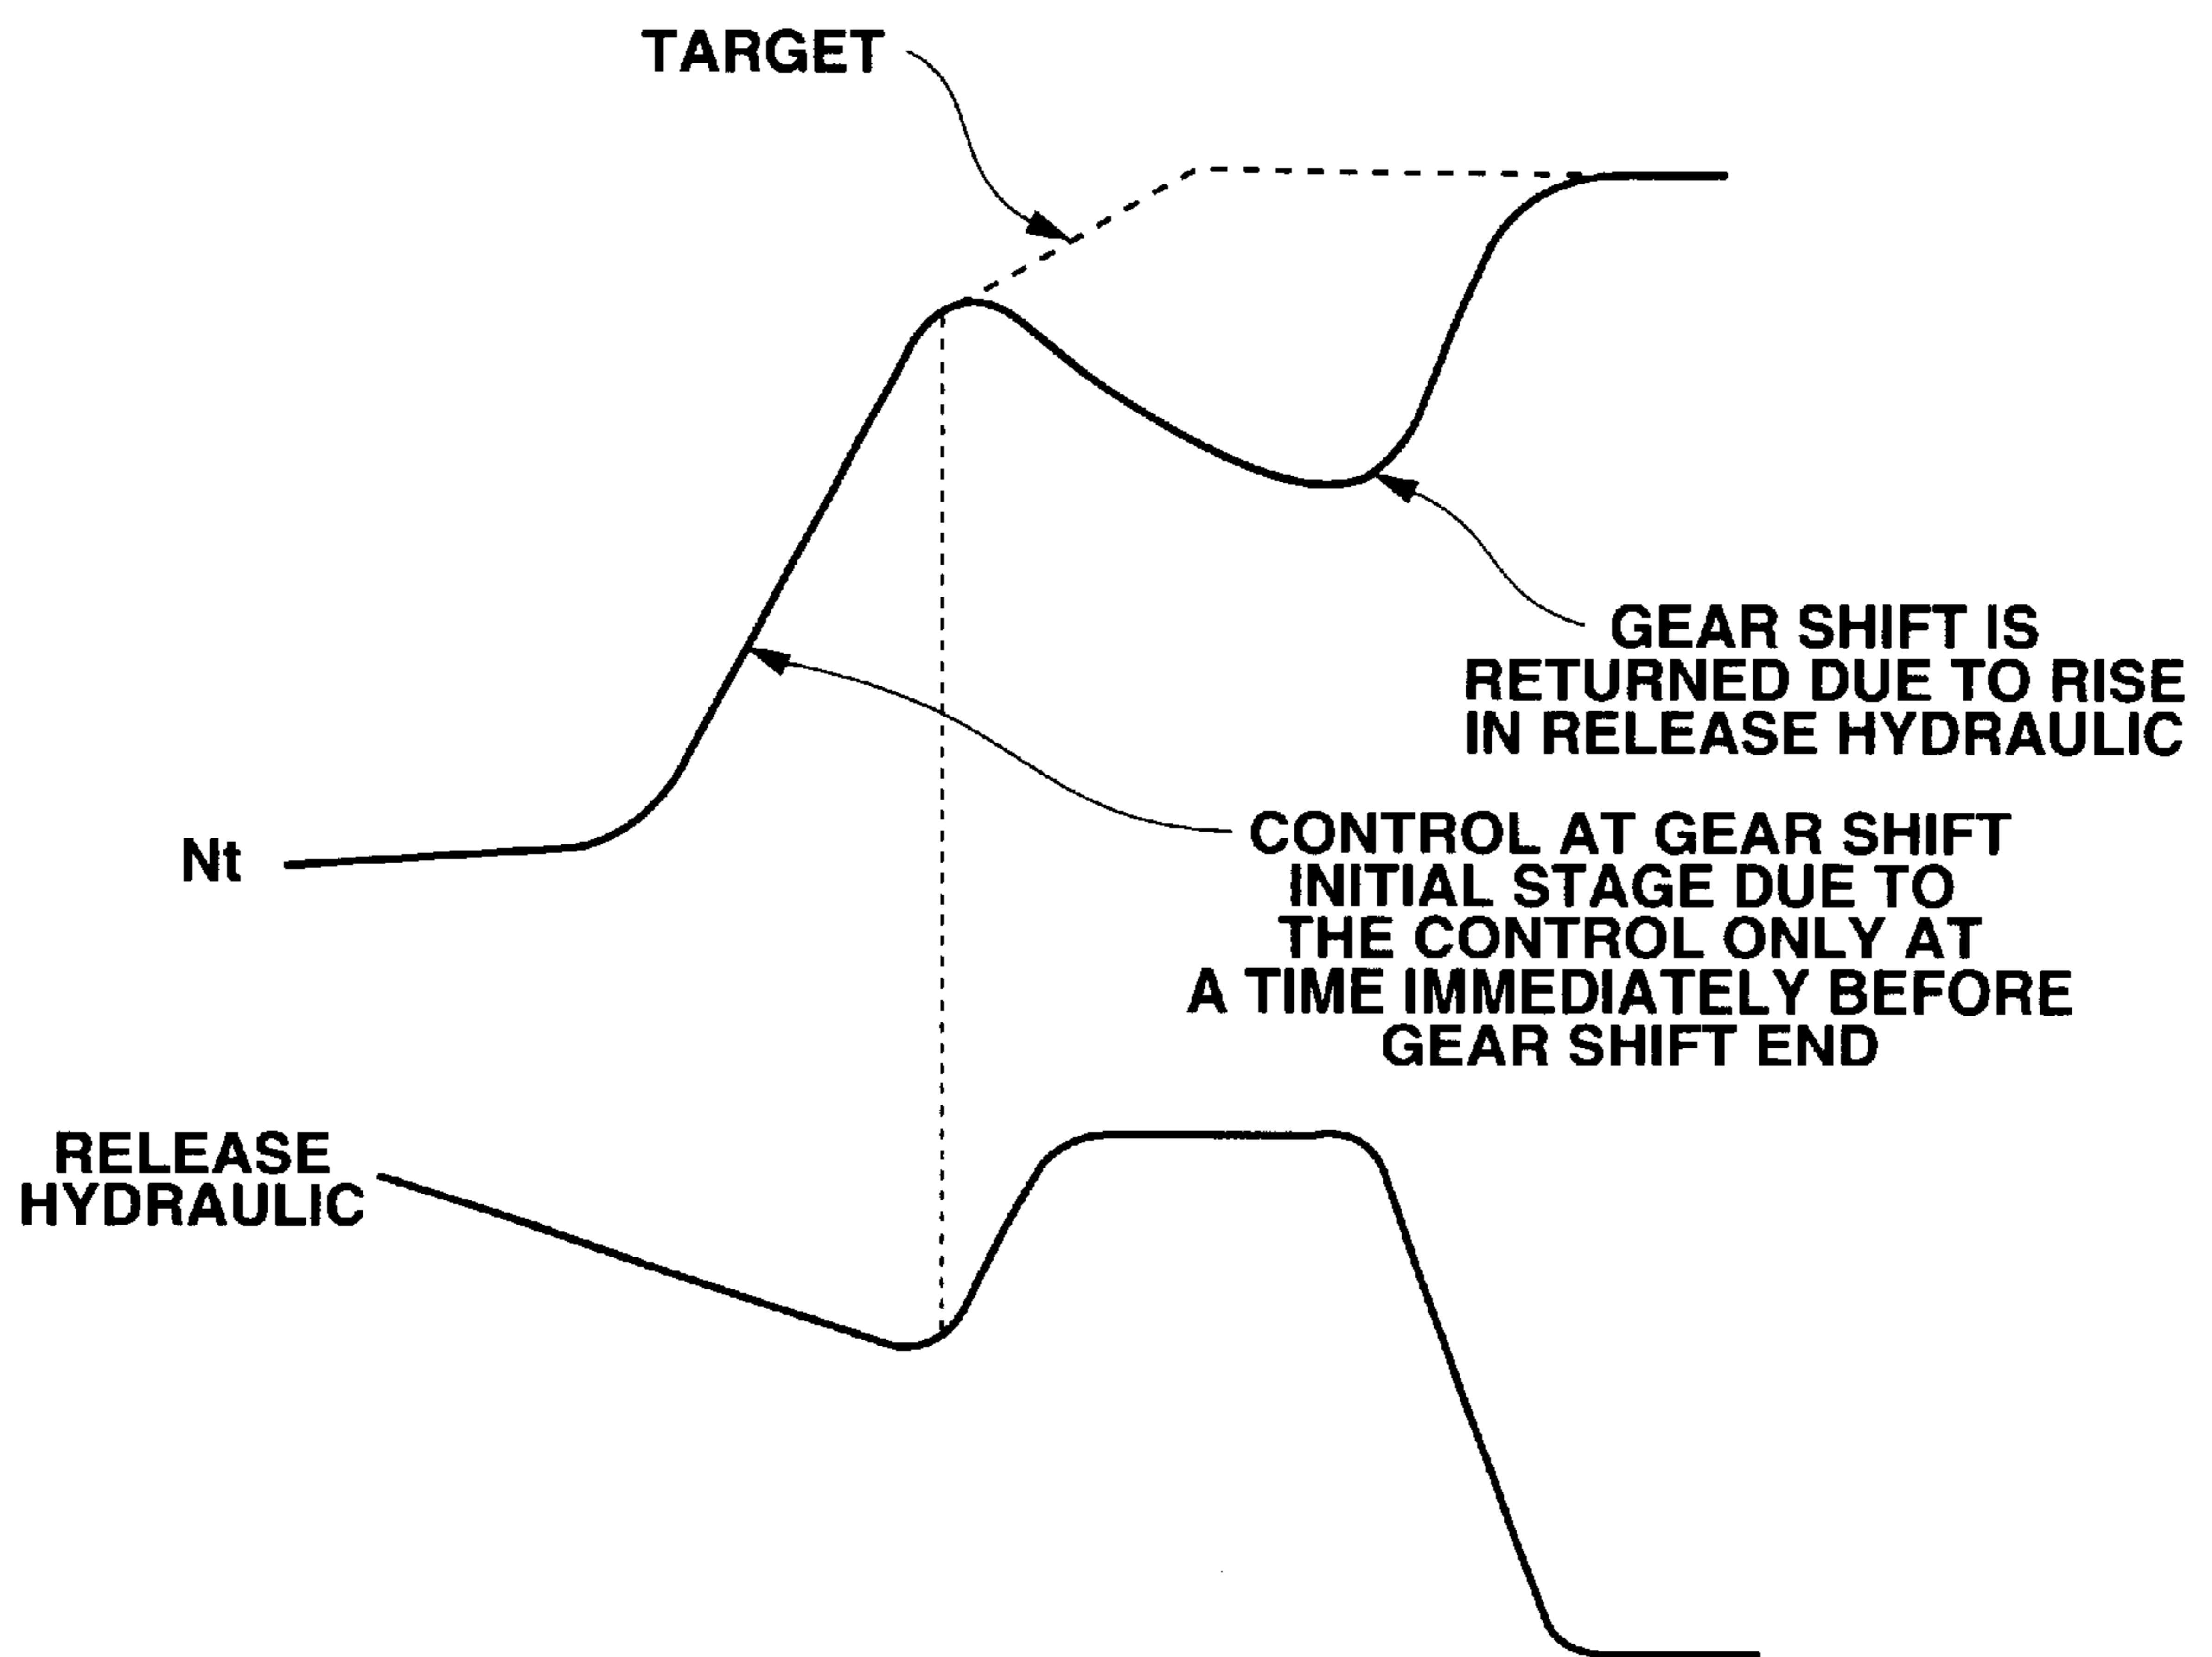 TARGET
GEAR SHIFT IS
RETURNED DUE TO RISE
IN RELEASE HYDRAULIC
Nt
CONTROL AT GEAR SHIFT
INITIAL STAGE DUE TO
THE CONTROL ONLY AT
A TIME IMMEDIATELY BEFORE
GEAR SHIFT END
RELEASE
HYDRAULIC